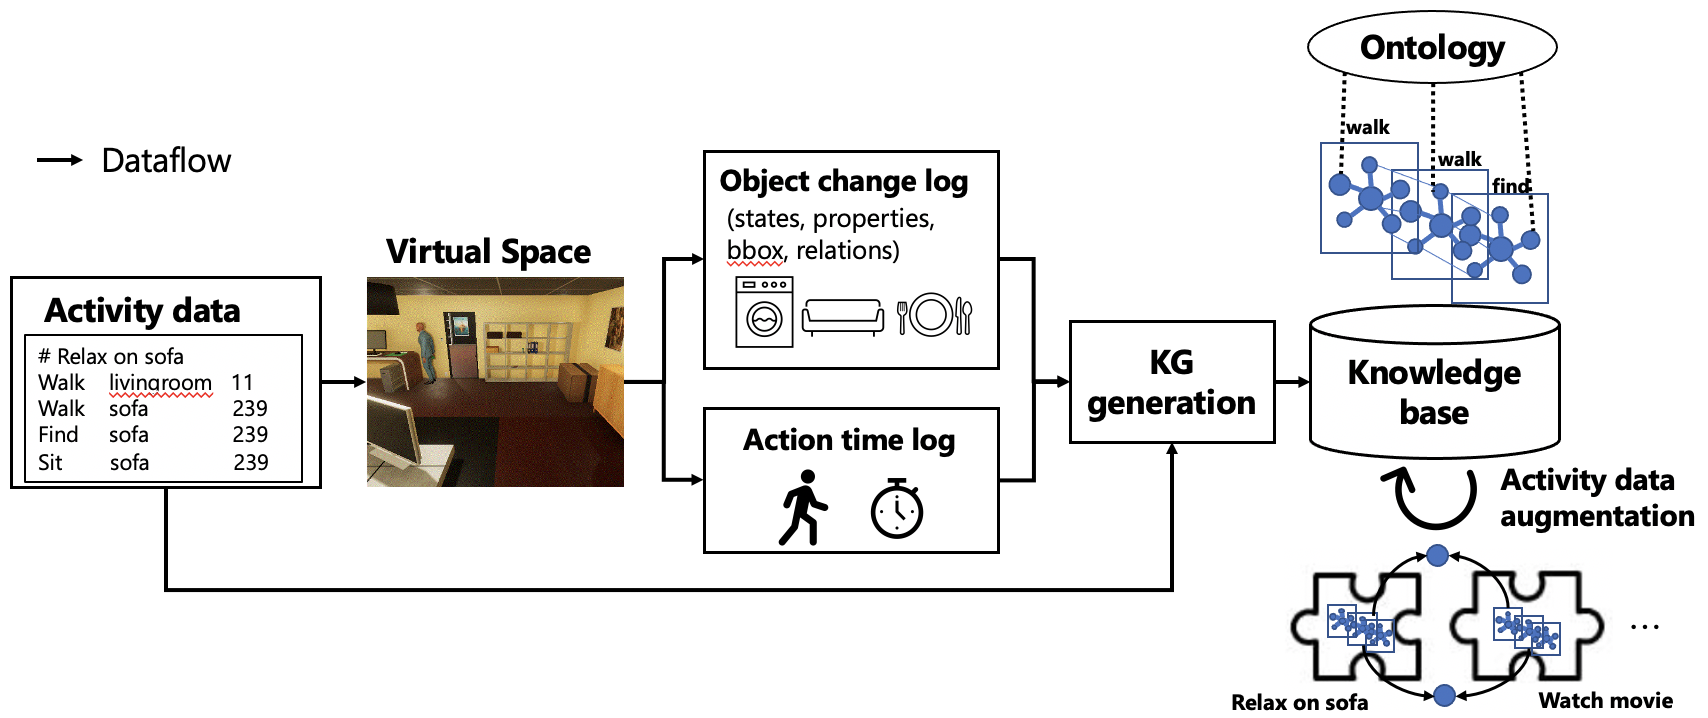 Ontology
walk
walk
find
Dataflow
Object change log
(states, properties,
bbox, relations)
Virtual Space
Activity data
# Relax on sofa
Walk livingroom 11
Walk sofa 239
Find sofa 239
Sit sofa 239
Action time log
KG
generation
Knowledge
base
Activity data
augmentation
...
Relax on sofa
Watch movie